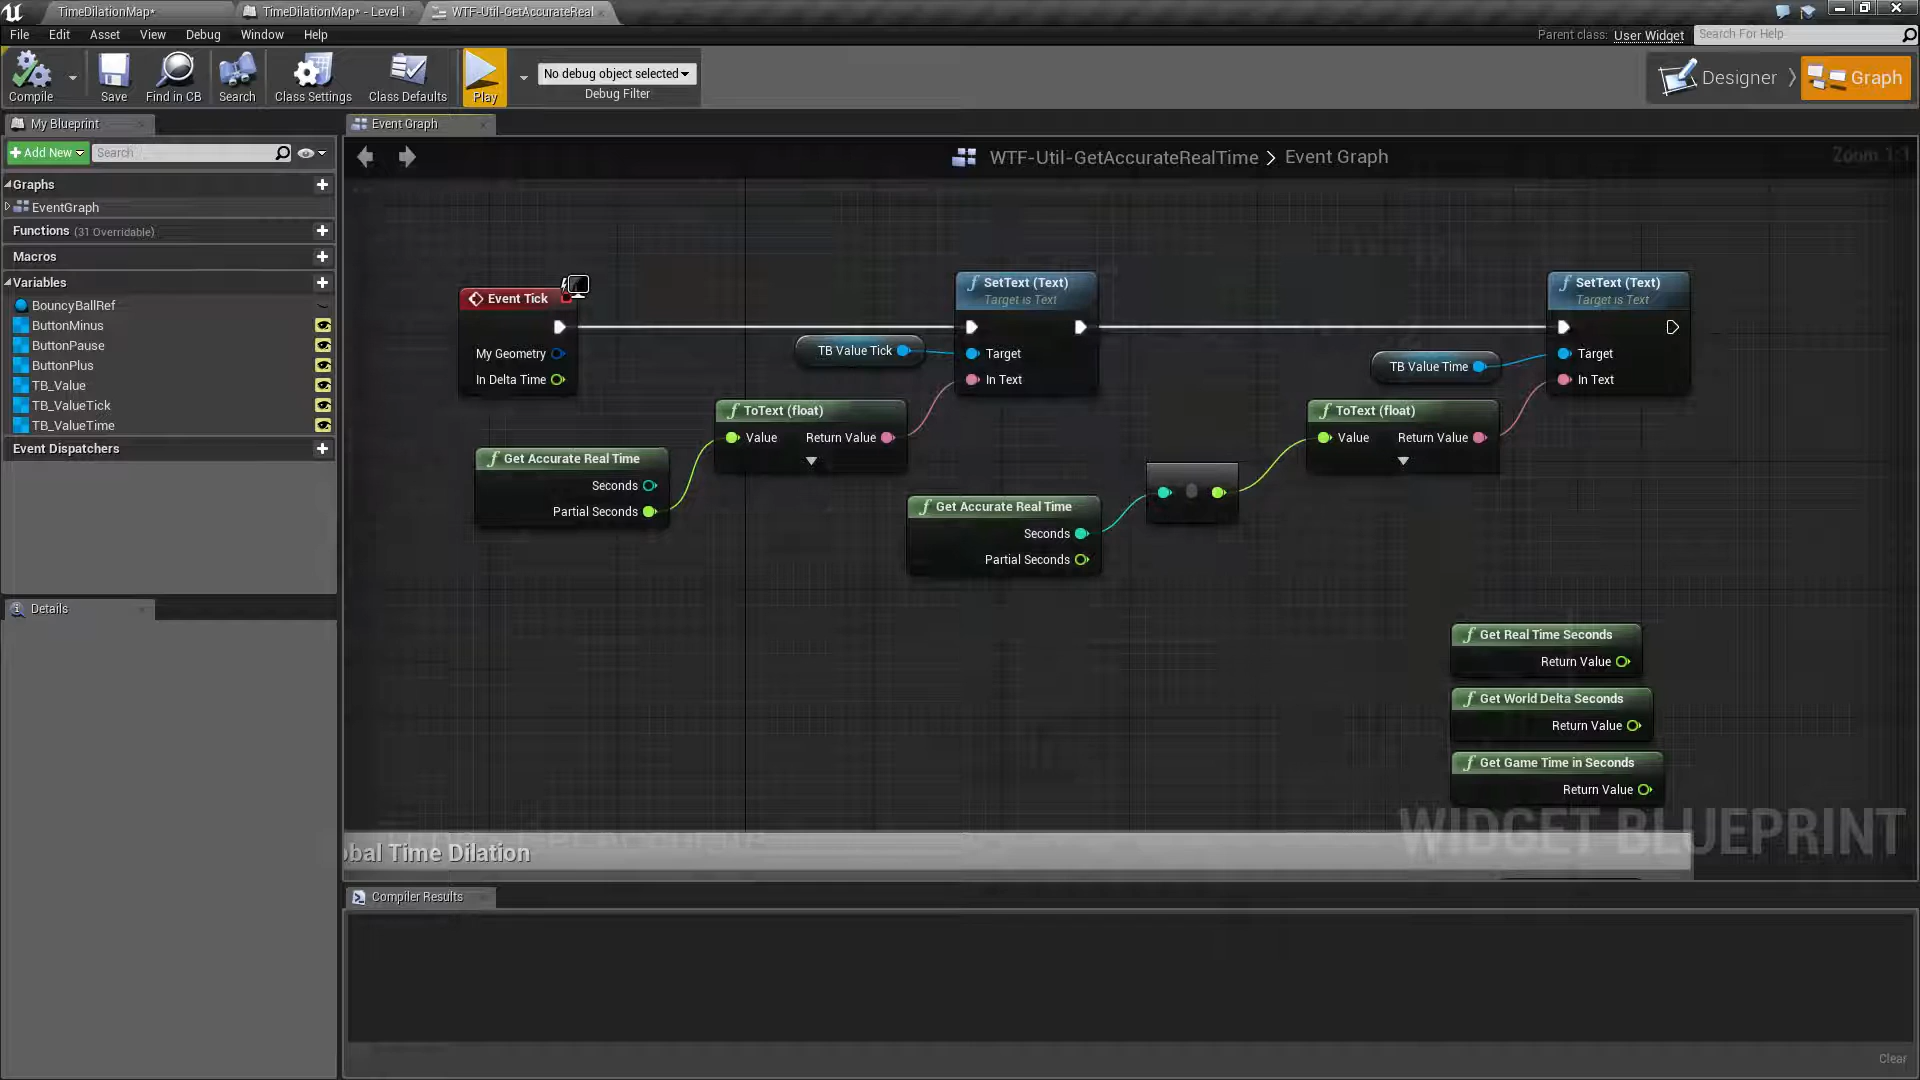 TimeDilationMap*
TimeDilationMap* - Level
WTF-Util-GetAccurateReal
File Edit Asset View Debug Window Help
Parent class: User Widget
Search For Help
Compile
Save
Find in CB
Search
Class Settings
Class Defaults
Play
No debug object selected
Debug Filter
Designer
Graph
My Blueprint
Event Graph
Add New
Search
WTF-Util-GetAccurateRealTime > Event Graph
Zoom 1:1
Graphs
EventGraph
Functions (31 Overridable)
Macros
Variables
BouncyBallRef
ButtonMinus
ButtonPause
ButtonPlus
TB_Value
TB_ValueTick
TB_ValueTime
Event Dispatchers
Details
Event Tick
My Geometry
In Delta Time
Get Accurate Real Time
Seconds
Partial Seconds
ToText (float)
Value Return Value
TB Value Tick
SetText (Text)
Target is Text
Target
In Text
Get Accurate Real Time
Seconds
Partial Seconds
ToText (float)
Value Return Value
TB Value Time
SetText (Text)
Target is Text
Target
In Text
Get Real Time Seconds
Return Value
Get World Delta Seconds
Return Value
Get Game Time in Seconds
Return Value
WIDGET BLUEPRINT
obal Time Dilation
Compiler Results
Clear